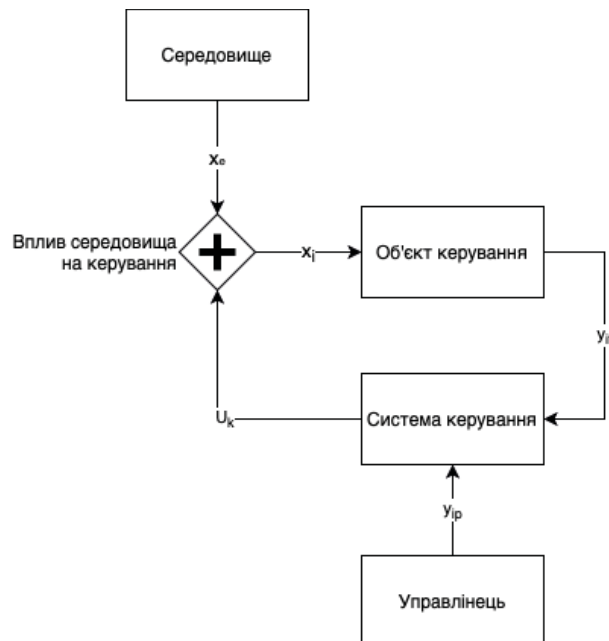 Середовище
xₑ
Вплив середовища
на керування
xᵢ
Об'єкт керування
yᵢ
Uₖ
Система керування
yᵢₚ
Управлінець